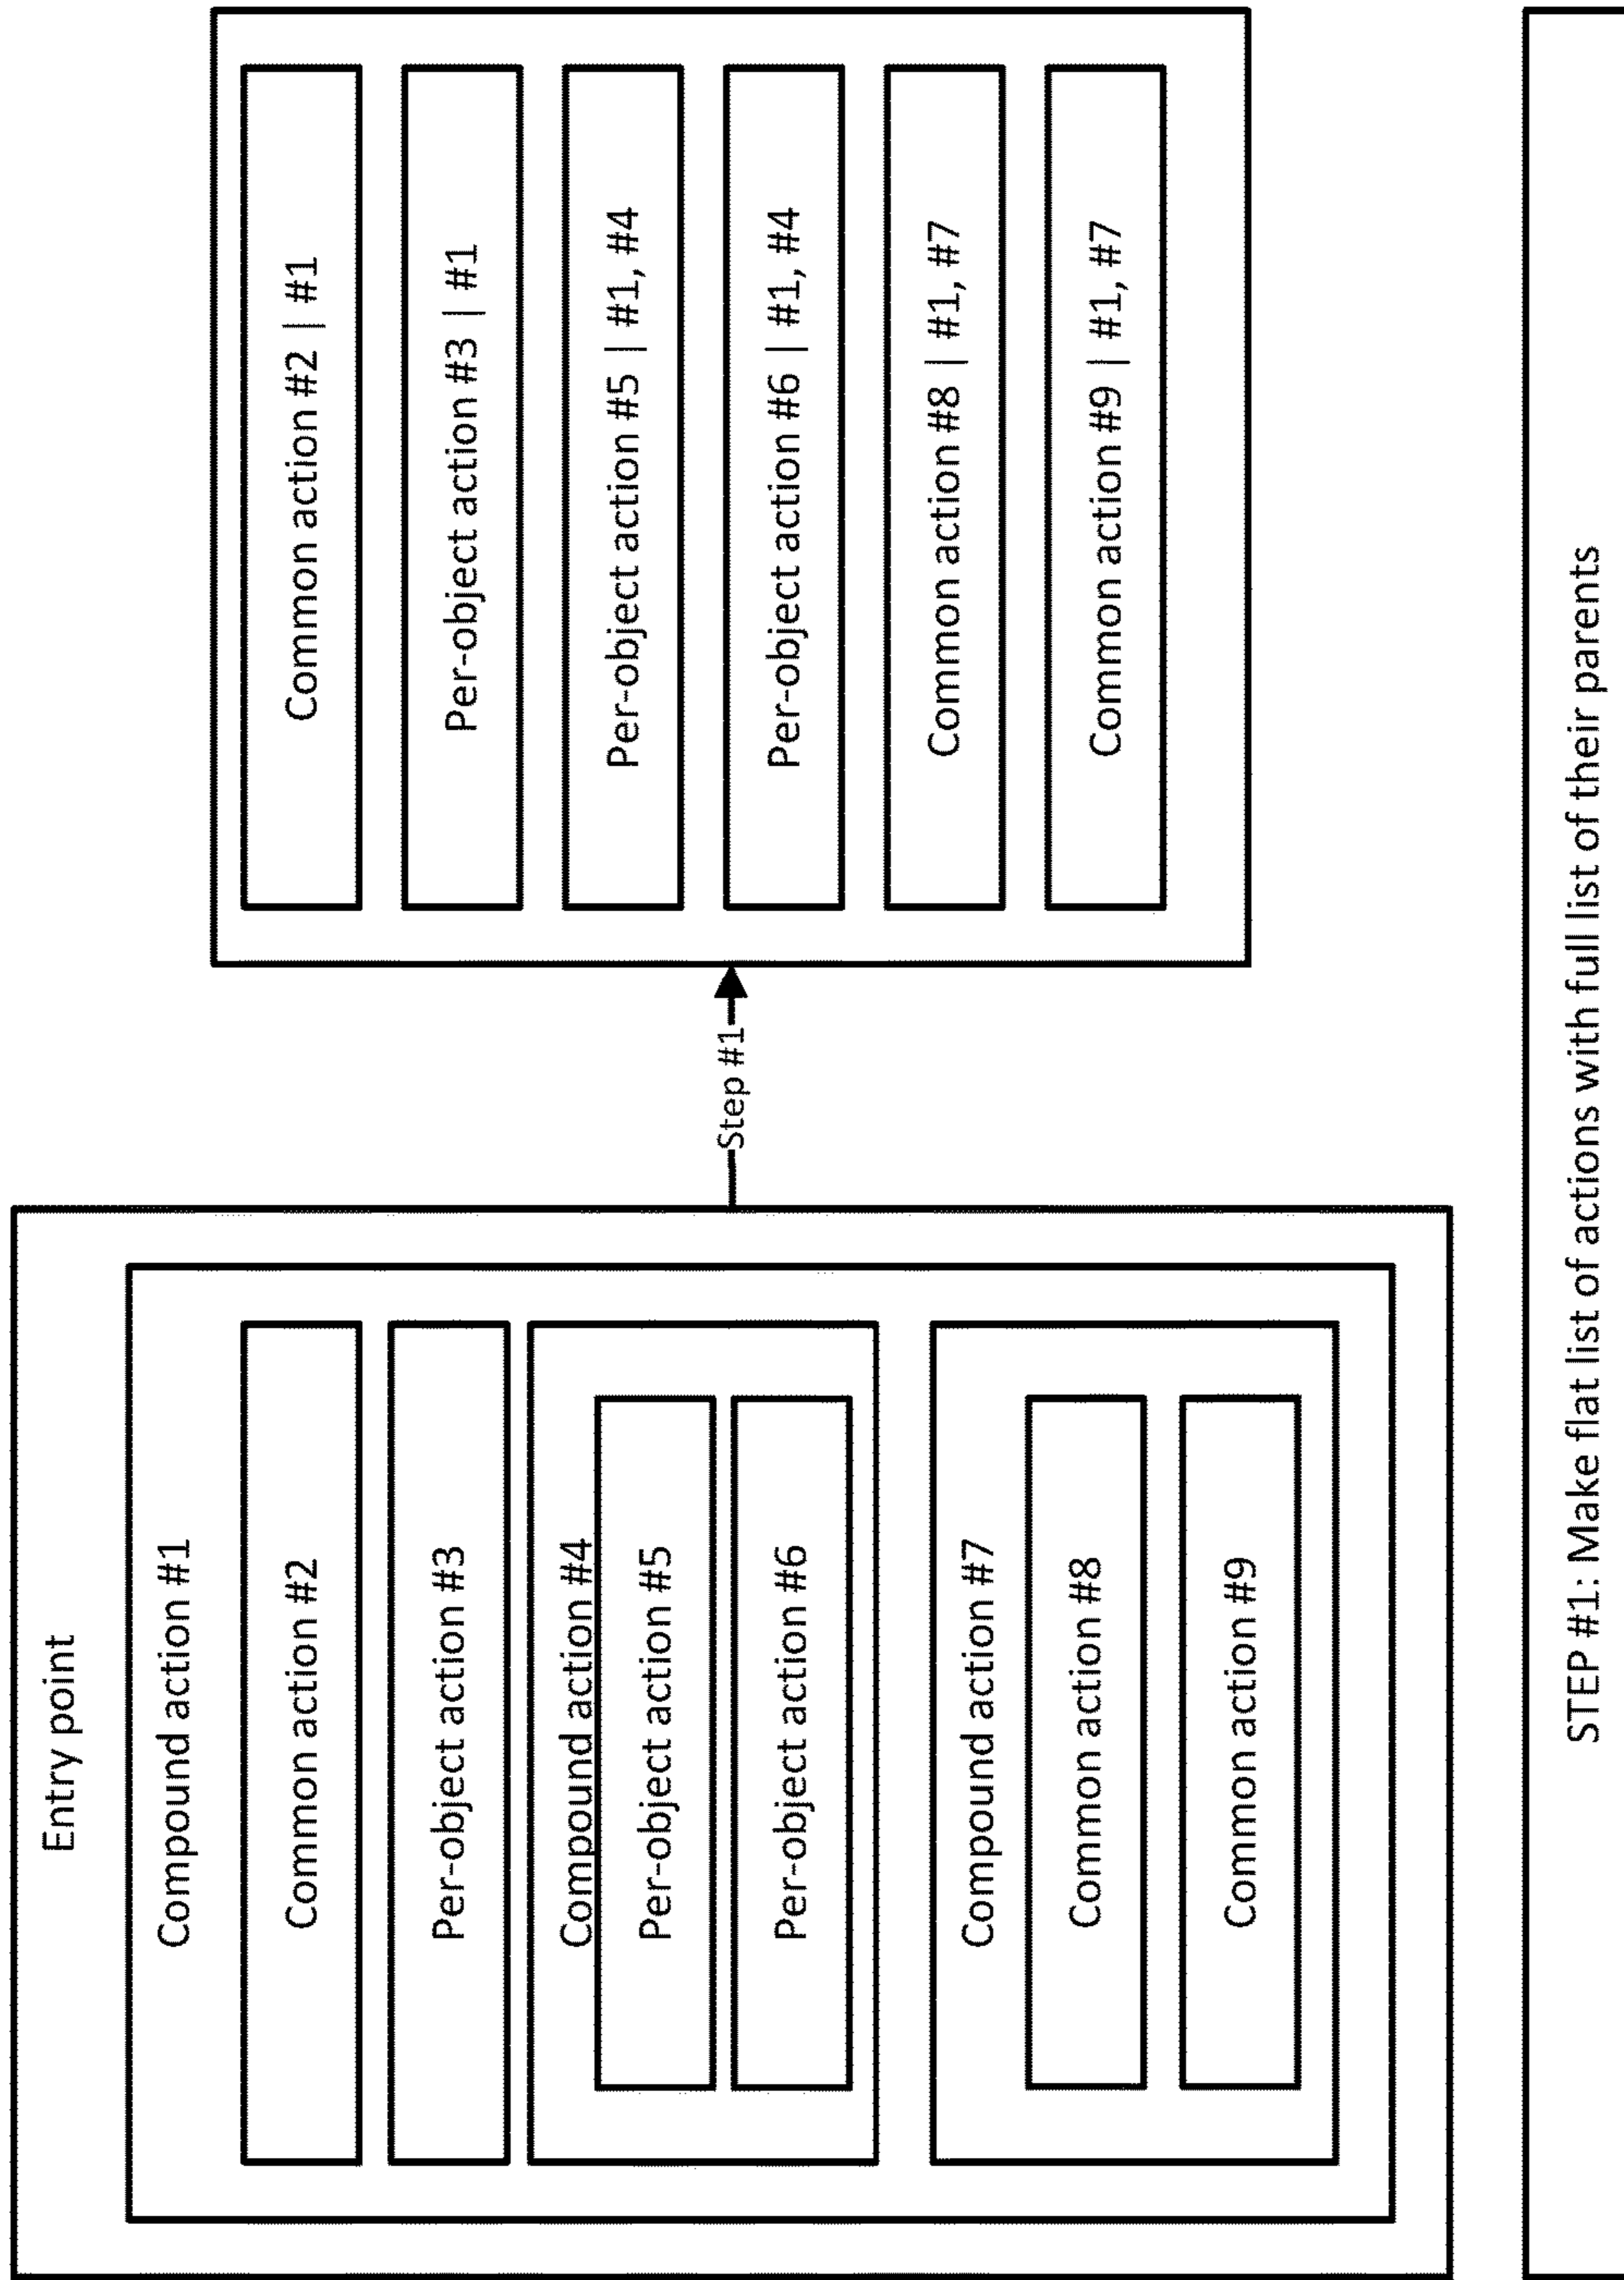 Entry point
Compound action #1
Common action #2
Per-object action #3
Compound action #4
Per-object action #5
Per-object action #6
Compound action #7
Common action #8
Common action #9
Step #1
Common action #2 | #1
Per-object action #3 | #1
Per-object action #5 | #1, #4
Per-object action #6 | #1, #4
Common action #8 | #1, #7
Common action #9 | #1, #7
STEP #1: Make flat list of actions with full list of their parents